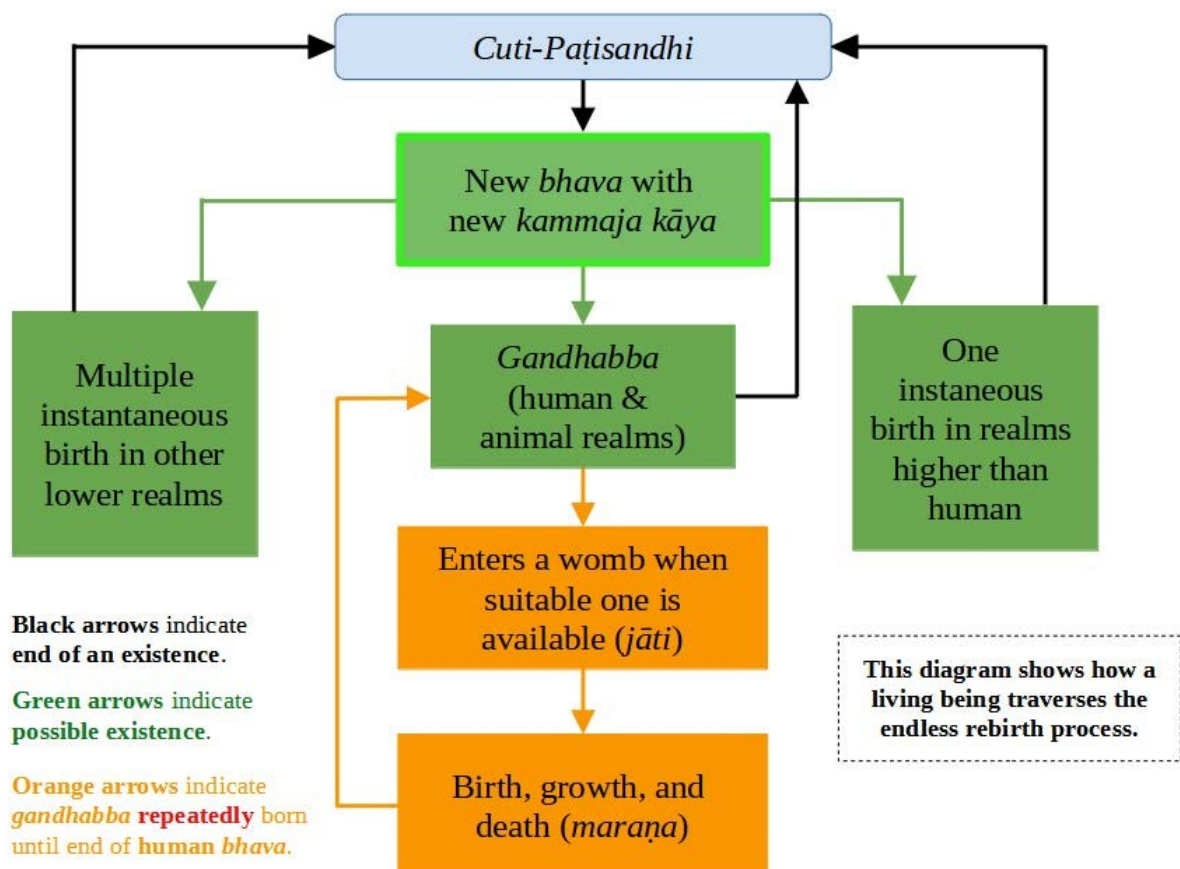 Cuti-Paṭisandhi
New bhava with
new kammaja kāya
Multiple
instantaneous
birth in other
lower realms
Gandhabba
(human &
animal realms)
One
instaneous
birth in realms
higher than
human
Enters a womb when
suitable one is
available (jāti)
Birth, growth, and
death (maraṇa)
Black arrows indicate
end of an existence.
Green arrows indicate
possible existence.
Orange arrows indicate
gandhabba repeatedly born
until end of human bhava.
This diagram shows how a
living being traverses the
endless rebirth process.